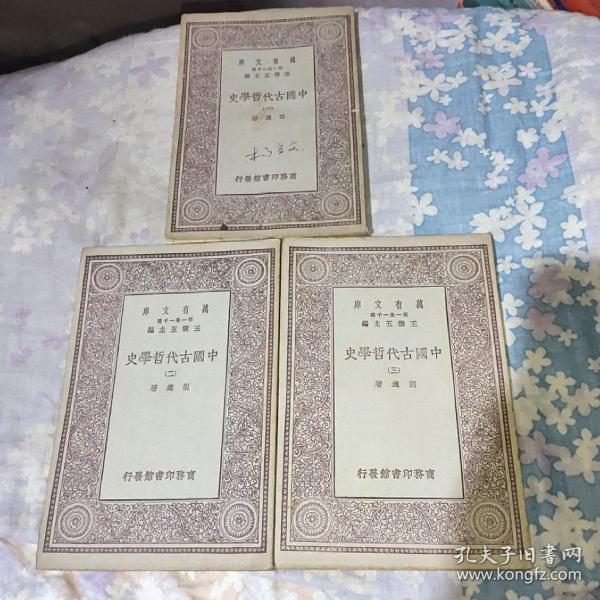 萬有文庫
第一集一千種
王雲五主編
中國古代哲學史
(一)
胡適著
商務印書館發行
萬有文庫
第一集一千種
王雲五主編
中國古代哲學史
(二)
胡適著
商務印書館發行
萬有文庫
第一集一千種
王雲五主編
中國古代哲學史
(三)
胡適著
商務印書館發行
孔夫子旧書网
www.kongfz.com